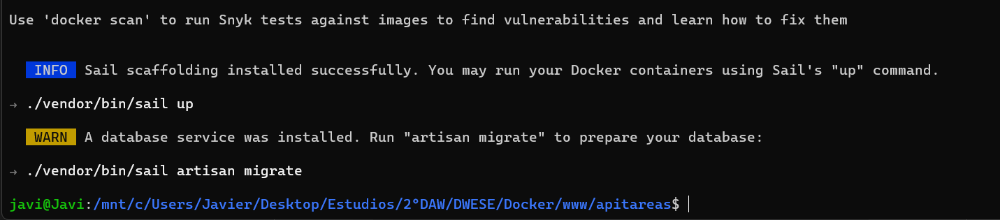 Use 'docker scan' to run Snyk tests against images to find vulnerabilities and learn how to fix them
INFO Sail scaffolding installed successfully. You may run your Docker containers using Sail's "up" command.
→ ./vendor/bin/sail up
WARN A database service was installed. Run "artisan migrate" to prepare your database:
→ ./vendor/bin/sail artisan migrate
javi@Javi:/mnt/c/Users/Javier/Desktop/Estudios/2°DAW/DWESE/Docker/www/apitareas$